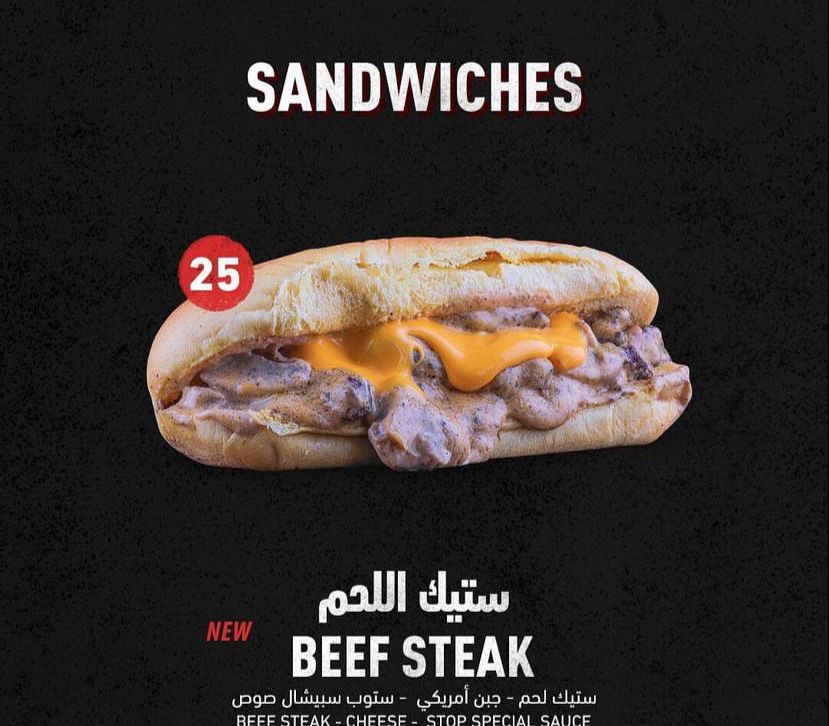 SANDWICHES
25
ستيك اللحم
NEW
BEEF STEAK
ستيك لحم - جبن أمريكي - ستوب سبيشال صوص
BEEF STEAK - CHEESE - STOP SPECIAL SAUCE